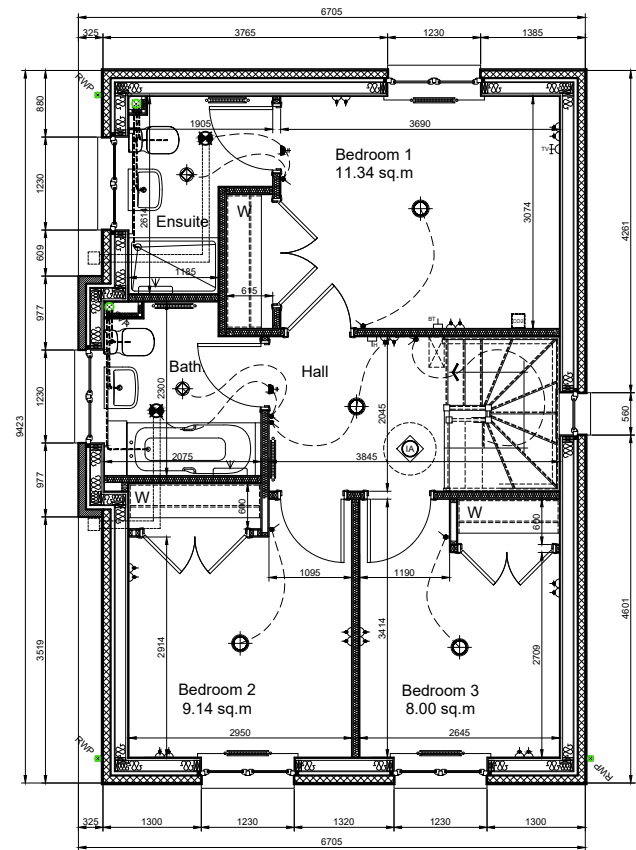 6705
325
3765
1230
1385
RWP
880
1905
3690
Bedroom 1
11.34 sq.m
TV
1230
3074
4261
2614
Ensuite
W
609
1185
615
977
BT
CO2
Bath.
Hall
9423
1230
2300
2045
560
IA
2075
3845
977
W
600
W
600
1095
1190
4601
3519
2914
3414
2709
Bedroom 2
9.14 sq.m
Bedroom 3
8.00 sq.m
2950
2645
RWP
RWP
325
1300
1230
1320
1230
1300
6705